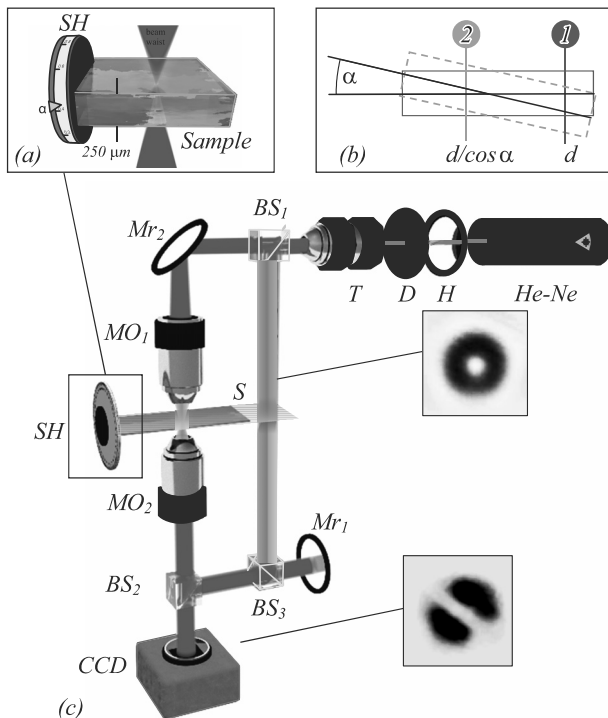 SH
beam
waist
α
250 μm
Sample
(a)
2
1
α
(b)
d/cos α
d
BS1
Mr2
T
D
H
He-Ne
MO1
S
SH
MO2
Mr1
BS2
BS3
CCD
(c)